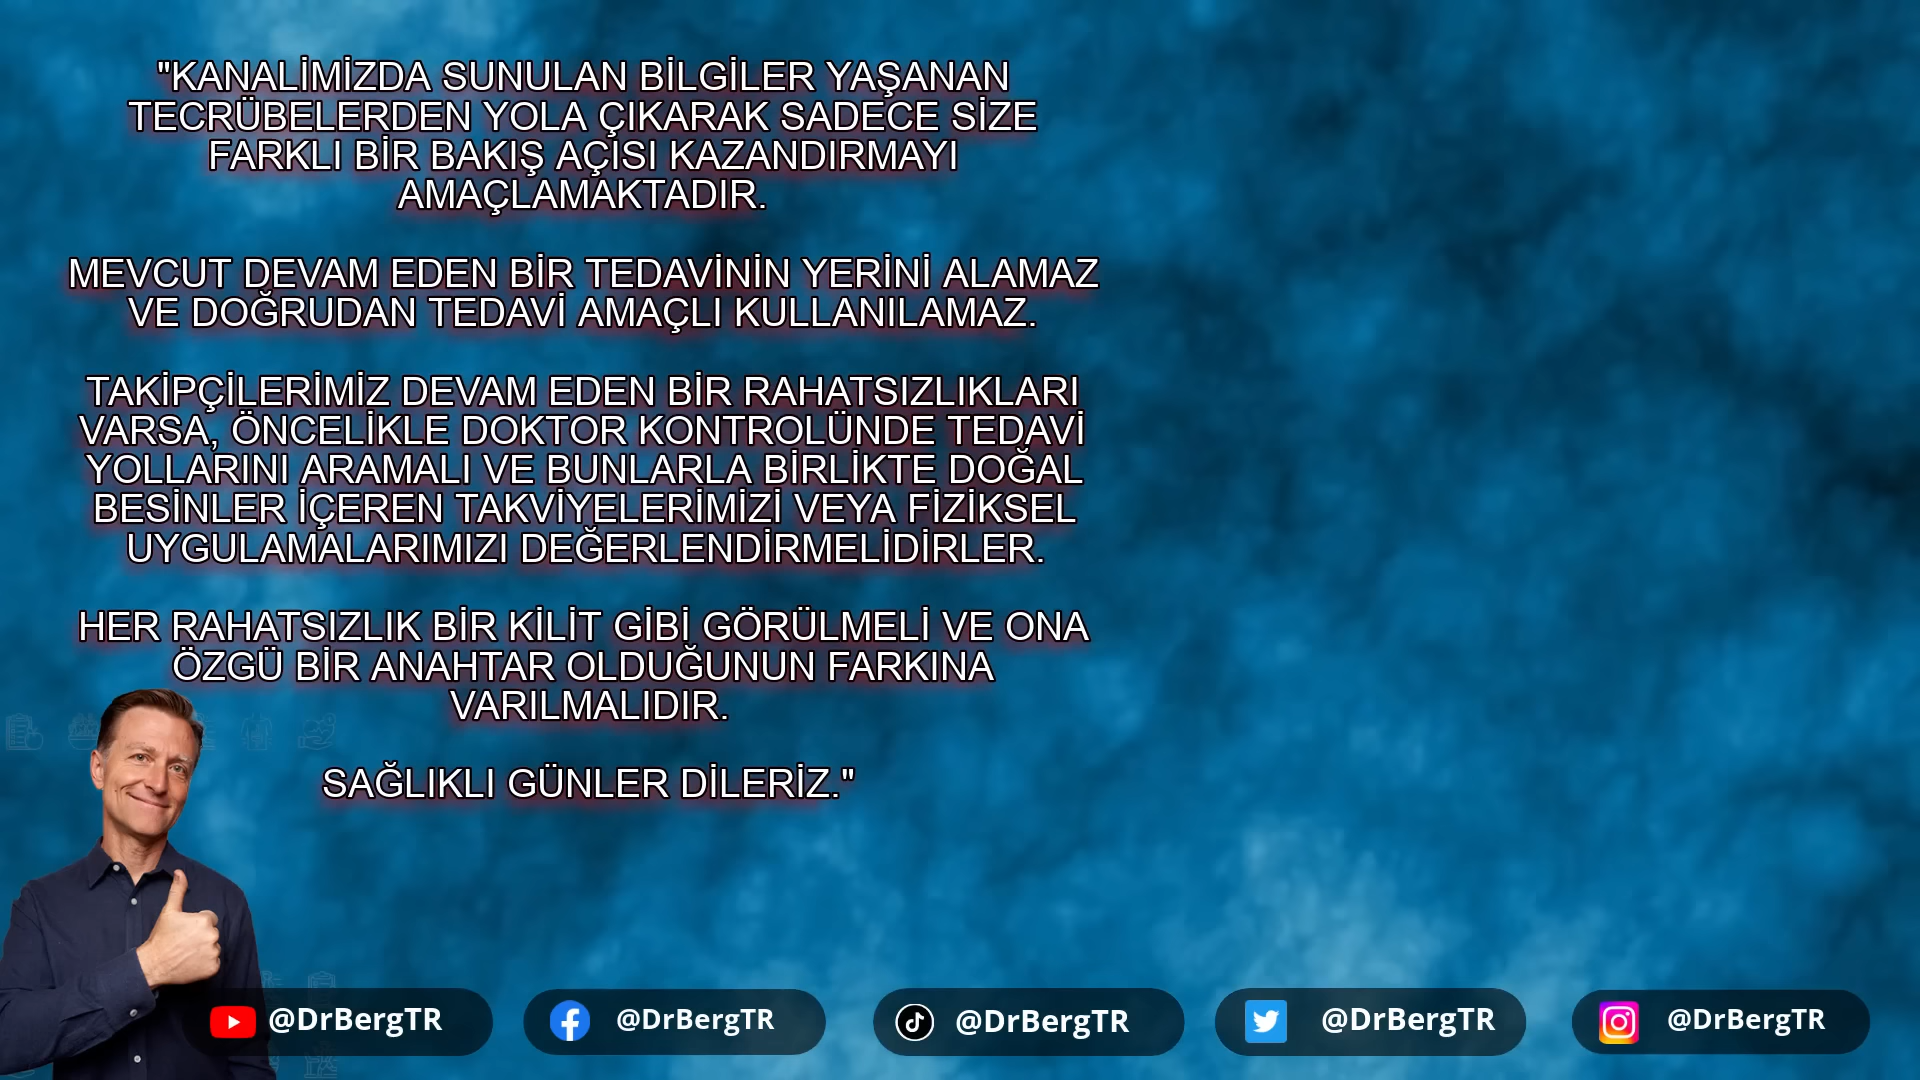 "KANALİMİZDA SUNULAN BİLGİLER YAŞANAN
TECRÜBELERDEN YOLA ÇIKARAK SADECE SİZE
FARKLI BİR BAKIŞ AÇISI KAZANDIRMAYI
AMAÇLAMAKTADIR.
MEVCUT DEVAM EDEN BİR TEDAVİNİN YERİNİ ALAMAZ
VE DOĞRUDAN TEDAVİ AMAÇLI KULLANILAMAZ.
TAKİPÇİLERİMİZ DEVAM EDEN BİR RAHATSIZLIKLARI
VARSA, ÖNCELİKLE DOKTOR KONTROLÜNDE TEDAVİ
YOLLARINI ARAMALI VE BUNLARLA BİRLİKTE DOĞAL
BESİNLER İÇEREN TAKVİYELERİMİZİ VEYA FİZİKSEL
UYGULAMALARIMIZI DEĞERLENDİRMELİDİRLER.
HER RAHATSIZLIK BİR KİLİT GİBİ GÖRÜLMELİ VE ONA
ÖZGÜ BİR ANAHTAR OLDUĞUNUN FARKINA
VARILMALIDIR.
SAĞLIKLI GÜNLER DİLERİZ."
@DrBergTR
@DrBergTR
@DrBergTR
@DrBergTR
@DrBergTR